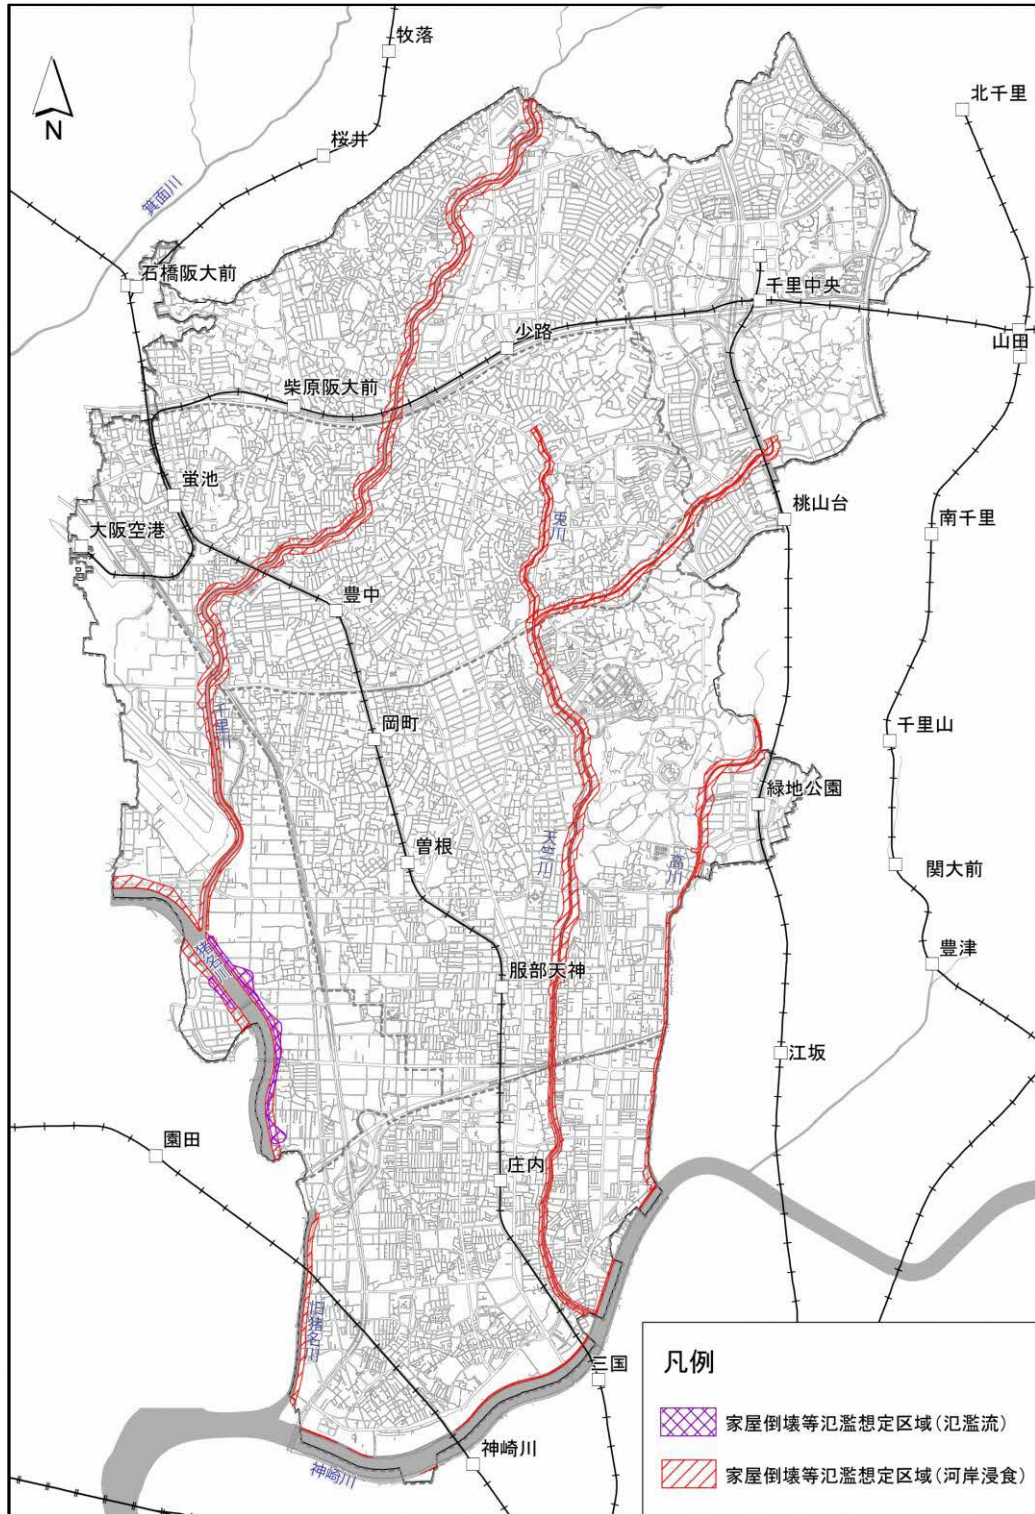 牧落
北千里
N
桜井
箕面川
石橋阪大前
千里中央
少路
山田
柴原阪大前
蛍池
桃山台
大阪空港
兎川
南千里
豊中
千里川
岡町
千里山
緑地公園
天竺川
高川
曽根
関大前
猪名川
服部天神
豊津
江坂
園田
庄内
旧猪名川
三国
神崎川
神崎川
凡例
家屋倒壊等氾濫想定区域(氾濫流)
家屋倒壊等氾濫想定区域(河岸浸食)